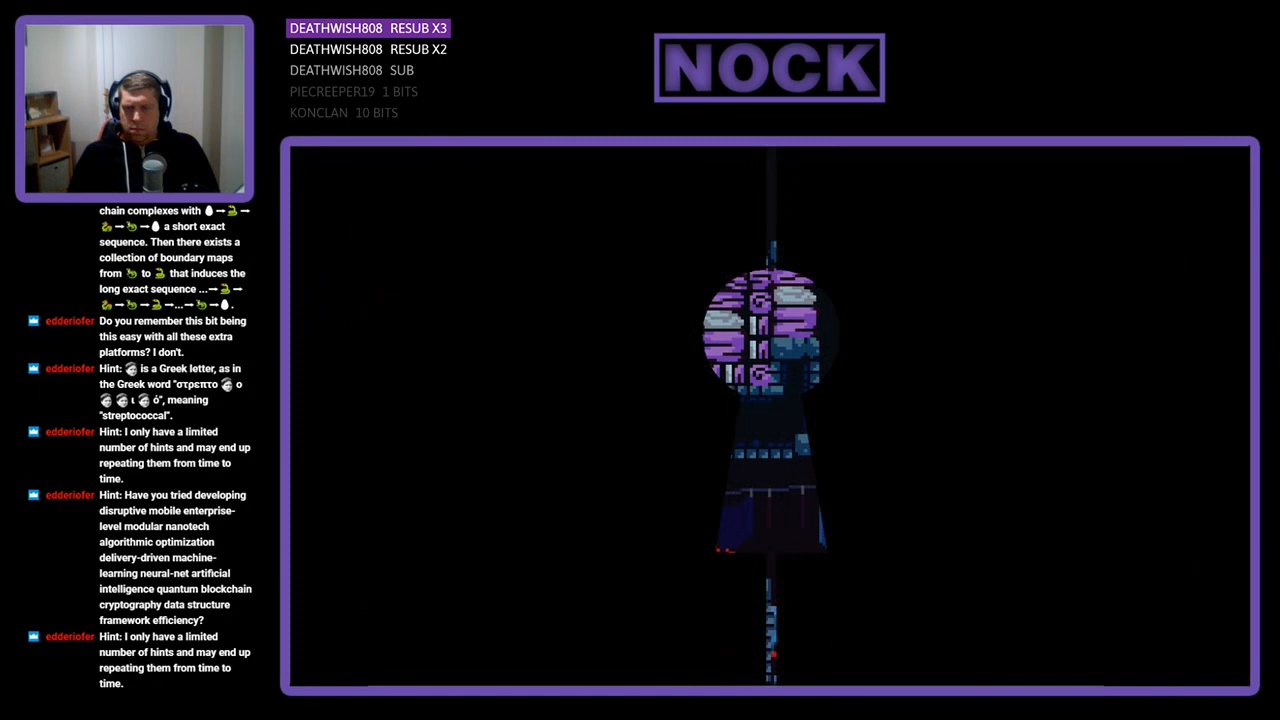 DEATHWISH808 RESUB X3
DEATHWISH808 RESUB X2
DEATHWISH808 SUB
PIECREEPER19 1 BITS
KONCLAN 10 BITS
NOCK
chain complexes with 🥚→🐍→
🐍→🦎→🥚 a short exact
sequence. Then there exists a
collection of boundary maps
from 🦎 to 🐍 that induces the
long exact sequence ...→🐍→
🐍→🦎→🐍→...→🦎→🥚.
edderiofer Do you remember this bit being
this easy with all these extra
platforms? I don't.
edderiofer Hint: is a Greek letter, as in
the Greek word "στρεπτο ο
ι ό", meaning
"streptococcal".
edderiofer Hint: I only have a limited
number of hints and may end up
repeating them from time to
time.
edderiofer Hint: Have you tried developing
disruptive mobile enterprise-
level modular nanotech
algorithmic optimization
delivery-driven machine-
learning neural-net artificial
intelligence quantum blockchain
cryptography data structure
framework efficiency?
edderiofer Hint: I only have a limited
number of hints and may end up
repeating them from time to
time.